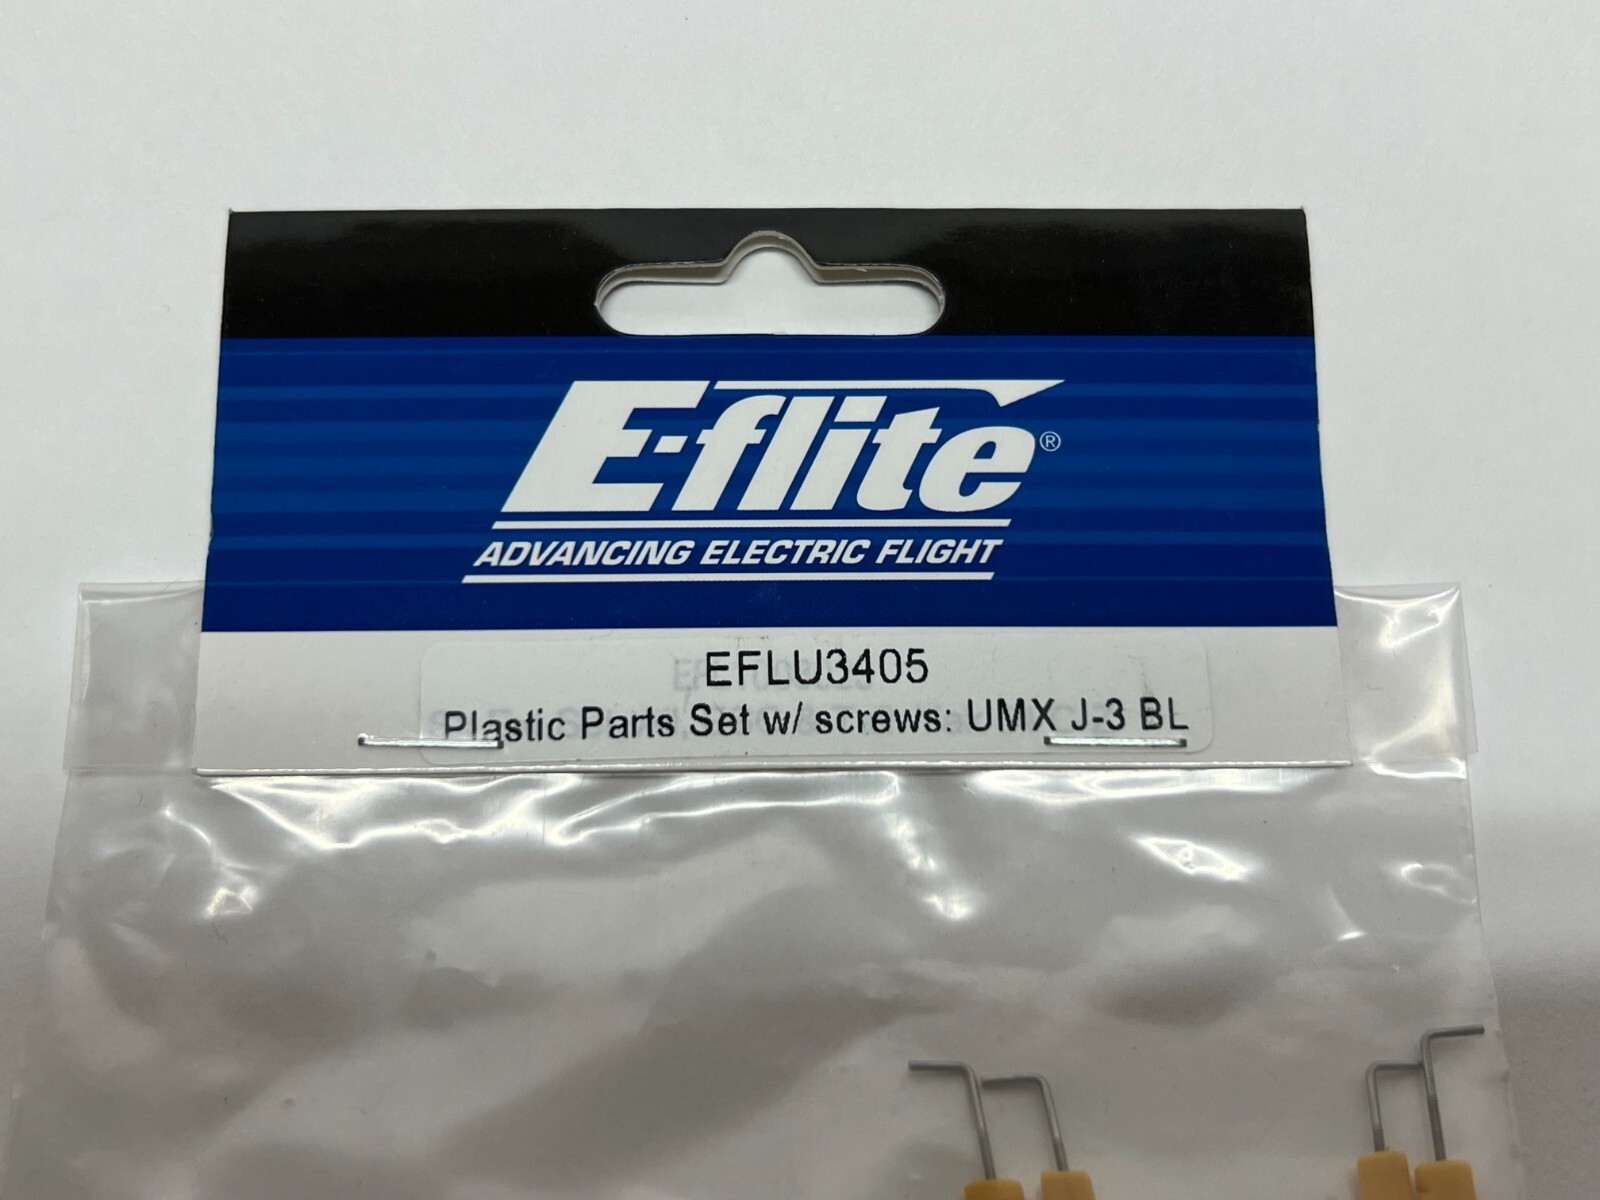 E-flite®
ADVANCING ELECTRIC FLIGHT
EFLU3405
Plastic Parts Set w/ screws: UMX J-3 BL